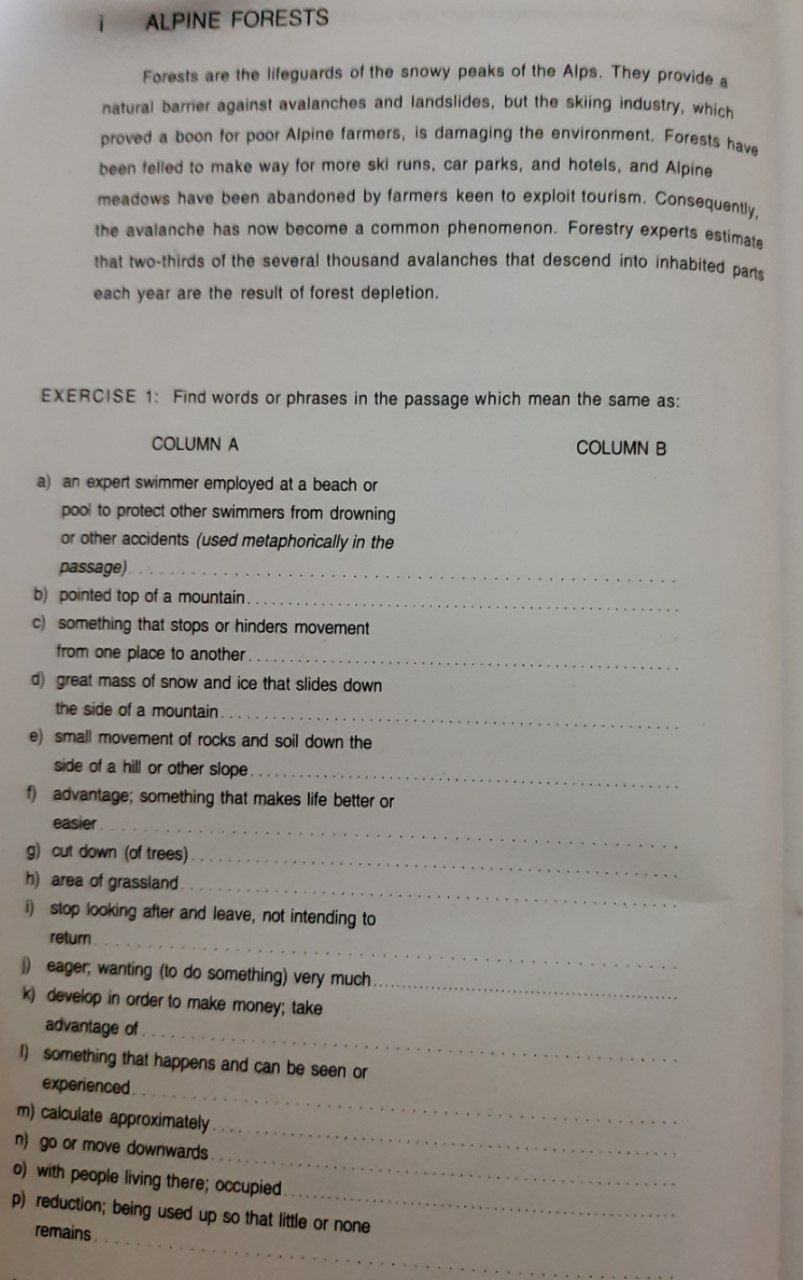 i ALPINE FORESTS
Forests are the lifeguards of the snowy peaks of the Alps. They provide a
natural barrier against avalanches and landslides, but the skiing industry, which
proved a boon for poor Alpine farmers, is damaging the environment. Forests have
been felled to make way for more ski runs, car parks, and hotels, and Alpine
meadows have been abandoned by farmers keen to exploit tourism. Consequently,
the avalanche has now become a common phenomenon. Forestry experts estimate
that two-thirds of the several thousand avalanches that descend into inhabited parts
each year are the result of forest depletion.
EXERCISE 1: Find words or phrases in the passage which mean the same as:
COLUMN A COLUMN B
a) an expert swimmer employed at a beach or
pool to protect other swimmers from drowning
or other accidents (used metaphorically in the
passage)
b) pointed top of a mountain
c) something that stops or hinders movement
from one place to another
d) great mass of snow and ice that slides down
the side of a mountain
e) small movement of rocks and soil down the
side of a hill or other slope
f) advantage; something that makes life better or
easier
g) cut down (of trees)
h) area of grassland
i) stop looking after and leave, not intending to
return
j) eager; wanting (to do something) very much
k) develop in order to make money; take
advantage of
l) something that happens and can be seen or
experienced
m) calculate approximately
n) go or move downwards
o) with people living there; occupied
p) reduction; being used up so that little or none
remains